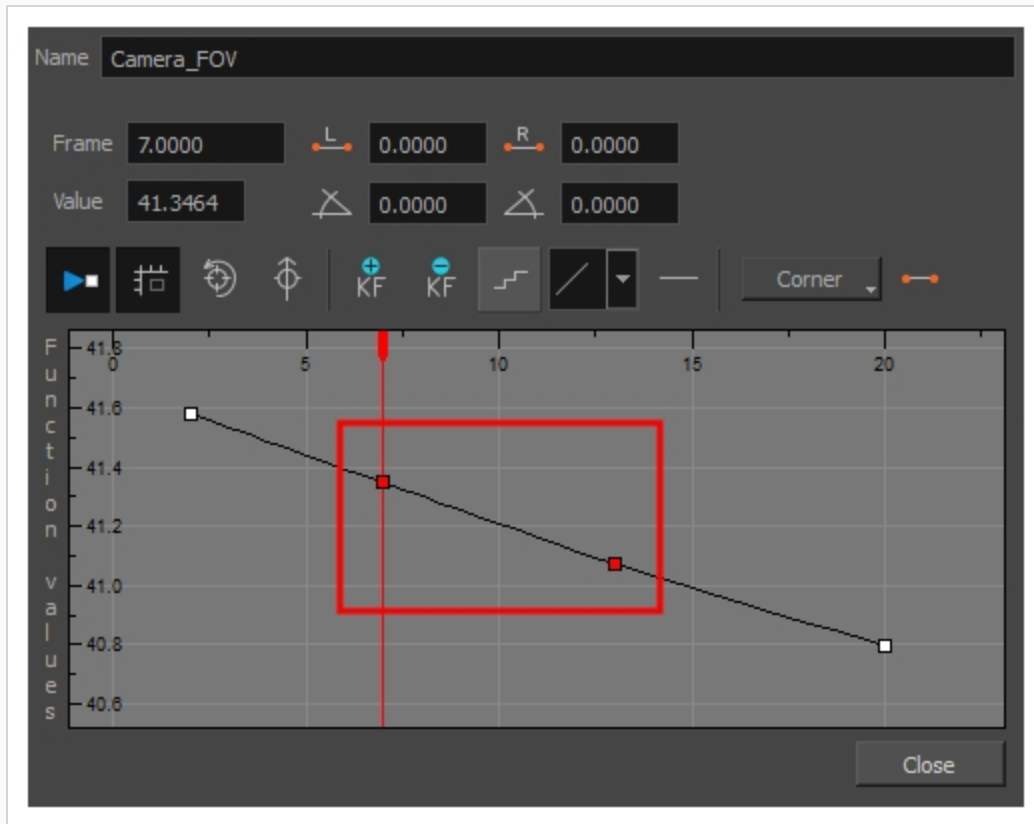 Name Camera_FOV
Frame 7.0000 L 0.0000 R 0.0000
Value 41.3464 0.0000 0.0000
KF KF Corner
Function values
41.8
41.6
41.4
41.2
41.0
40.8
40.6
0 5 10 15 20
Close